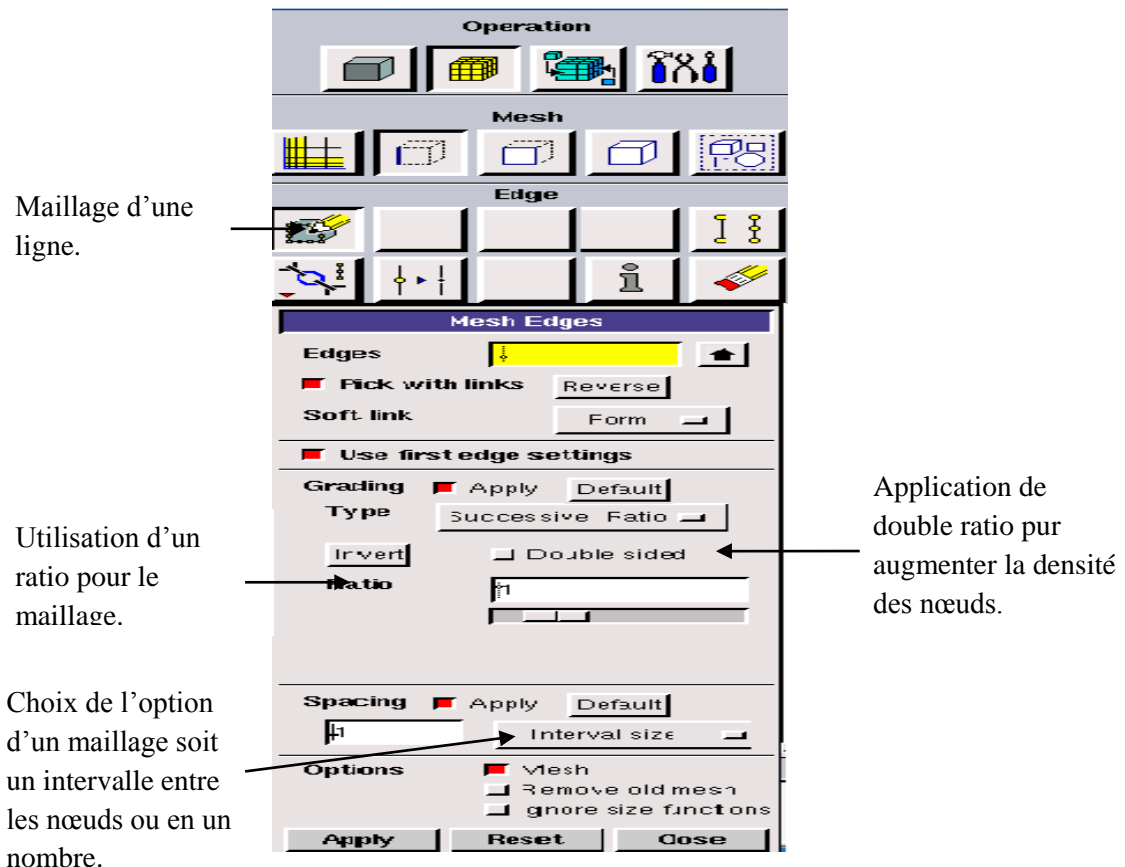 Operation
Mesh
Edge
Maillage d’une
ligne.
Mesh Edges
Edges
Pick with links Reverse
Soft link Form
Use first edge settings
Grading Apply Default
Type Successive Ratio
Invert Double sided
Ratio 1
Utilisation d’un
ratio pour le
maillage.
Application de
double ratio pur
augmenter la densité
des nœuds.
Spacing Apply Default
1 Interval size
Choix de l’option
d’un maillage soit
un intervalle entre
les nœuds ou en un
nombre.
Options Mesh
Remove old mesh
Ignore size functions
Apply Reset Close